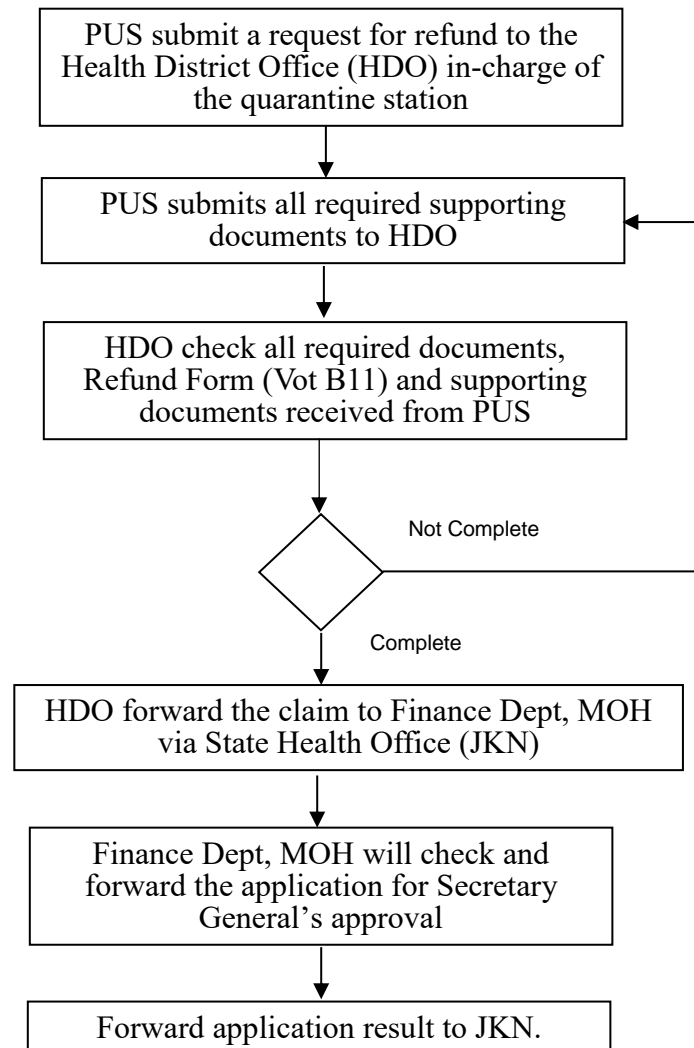 PUS submit a request for refund to the
Health District Office (HDO) in-charge of
the quarantine station
PUS submits all required supporting
documents to HDO
HDO check all required documents,
Refund Form (Vot B11) and supporting
documents received from PUS
Not Complete
Complete
HDO forward the claim to Finance Dept, MOH
via State Health Office (JKN)
Finance Dept, MOH will check and
forward the application for Secretary
General’s approval
Forward application result to JKN.